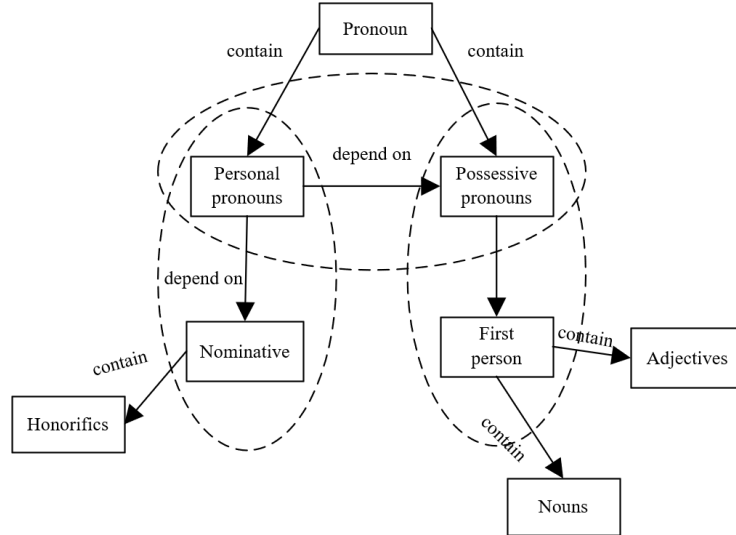 Pronoun
contain
contain
depend on
Personal
pronouns
Possessive
pronouns
depend on
Nominative
First
person
contain
Adjectives
contain
Honorifics
contain
Nouns